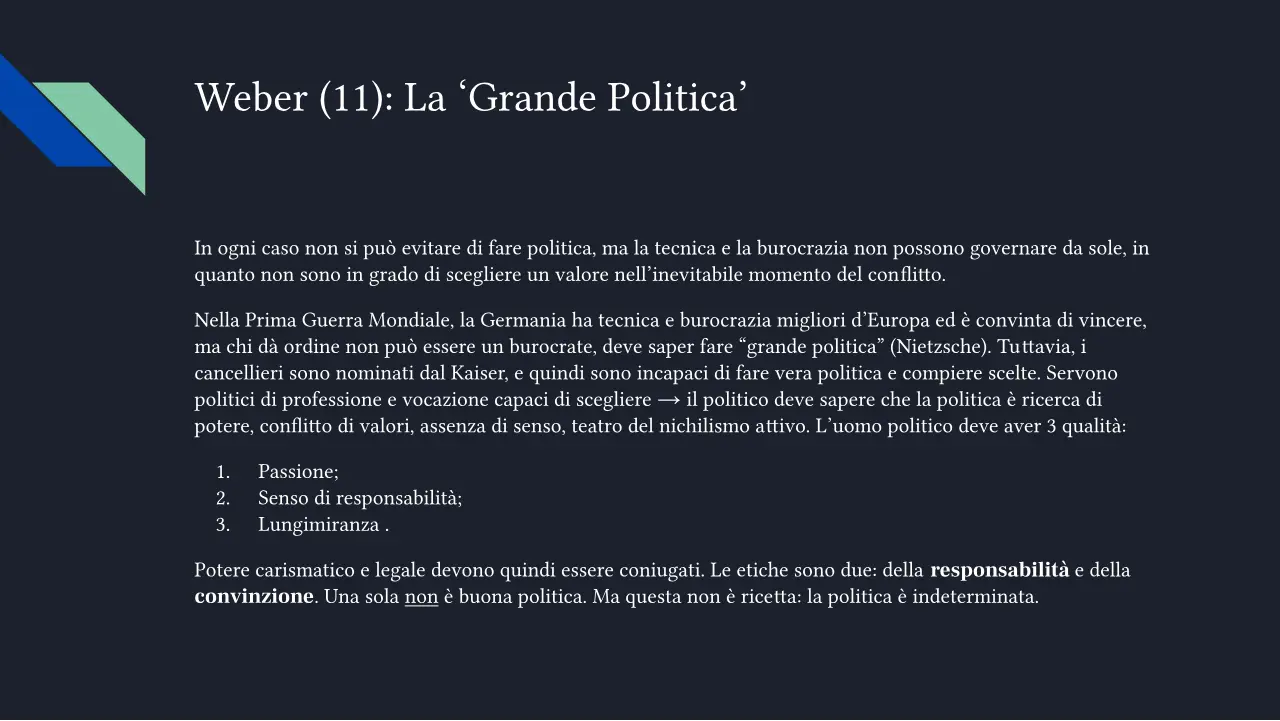 Weber (11): La ‘Grande Politica’
In ogni caso non si può evitare di fare politica, ma la tecnica e la burocrazia non possono governare da sole, in
quanto non sono in grado di scegliere un valore nell’inevitabile momento del conflitto.
Nella Prima Guerra Mondiale, la Germania ha tecnica e burocrazia migliori d’Europa ed è convinta di vincere,
ma chi dà ordine non può essere un burocrate, deve saper fare “grande politica” (Nietzsche). Tuttavia, i
cancellieri sono nominati dal Kaiser, e quindi sono incapaci di fare vera politica e compiere scelte. Servono
politici di professione e vocazione capaci di scegliere → il politico deve sapere che la politica è ricerca di
potere, conflitto di valori, assenza di senso, teatro del nichilismo attivo. L’uomo politico deve aver 3 qualità:
1. Passione;
2. Senso di responsabilità;
3. Lungimiranza .
Potere carismatico e legale devono quindi essere coniugati. Le etiche sono due: della responsabilità e della
convinzione. Una sola non è buona politica. Ma questa non è ricetta: la politica è indeterminata.